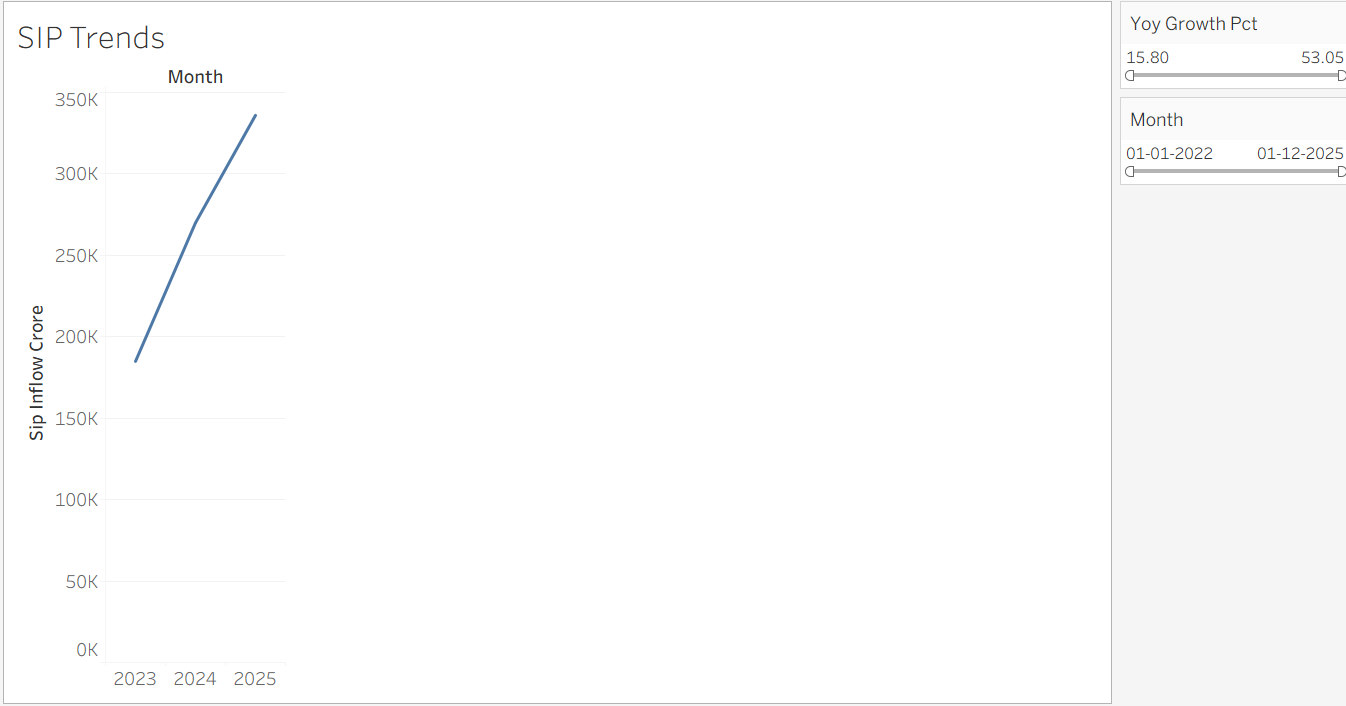 SIP Trends
Month
350K
300K
250K
200K
150K
100K
50K
0K
Sip Inflow Crore
2023 2024 2025
Yoy Growth Pct
15.80 53.05
Month
01-01-2022 01-12-2025